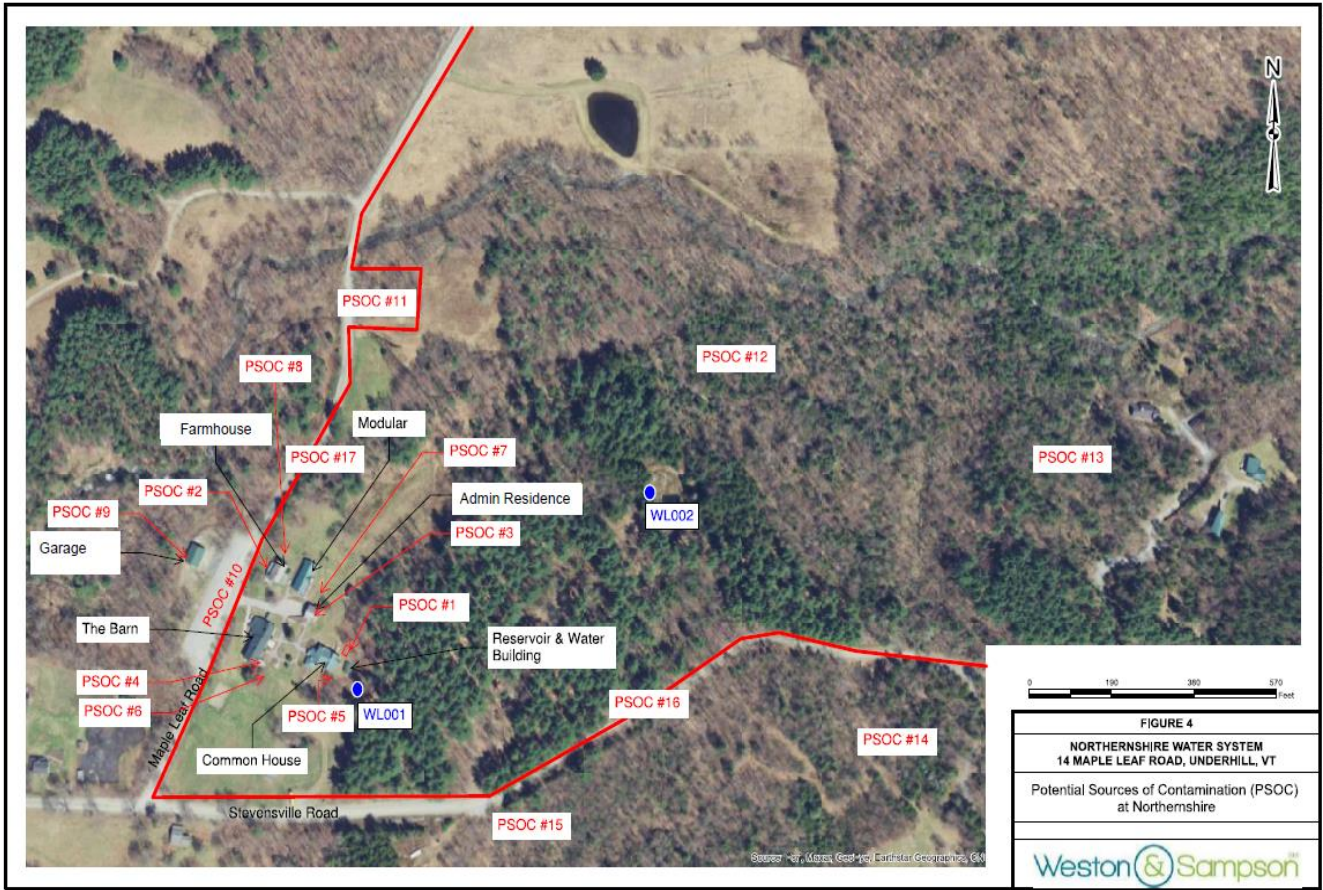 N
PSOC #11
PSOC #12
PSOC #8
Farmhouse
Modular
PSOC #17
PSOC #7
PSOC #13
PSOC #2
Admin Residence
PSOC #9
WL002
PSOC #3
Garage
PSOC #10
PSOC #1
The Barn
Reservoir & Water
Building
PSOC #4
PSOC #6
PSOC #5
WL001
PSOC #16
Maple Leaf Road
Common House
PSOC #14
Stevensville Road
PSOC #15
0 190 380 570
Feet
FIGURE 4
NORTHERNSHIRE WATER SYSTEM
14 MAPLE LEAF ROAD, UNDERHILL, VT
Potential Sources of Contamination (PSOC)
at Northernshire
Source: Maxar, Earthstar Geographics,
Weston & Sampson